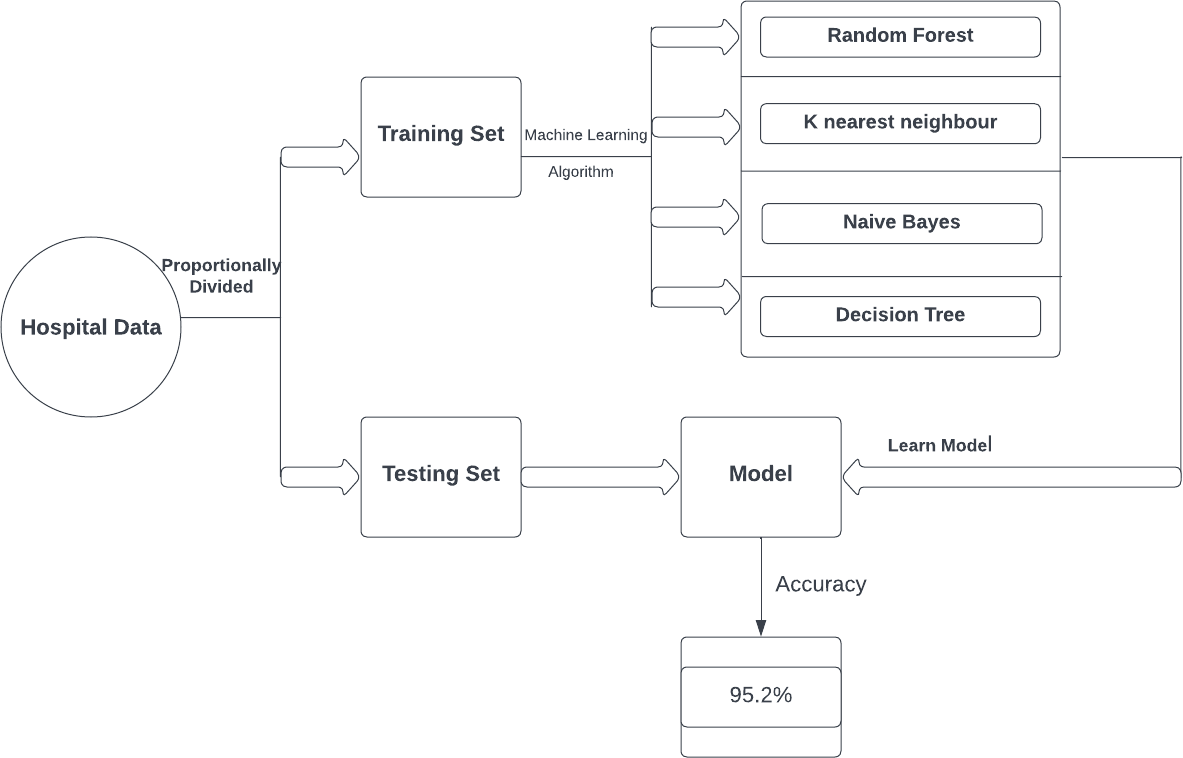 Random Forest
Training Set
Machine Learning
K nearest neighbour
Algorithm
Naive Bayes
Proportionally
Divided
Hospital Data
Decision Tree
Testing Set
Model
Learn Model
Accuracy
95.2%